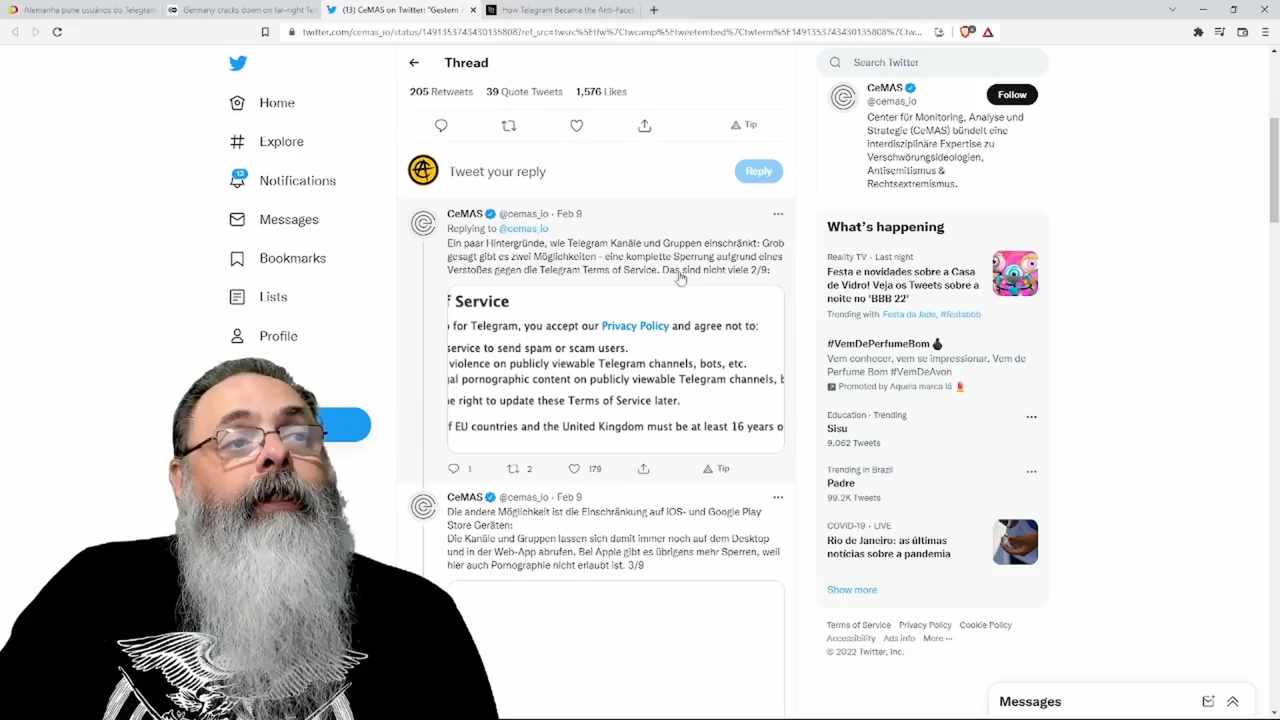 Alemanha pune usuários do Telegram
Germany cracks down on far-right Tel
(13) CeMAS on Twitter: "Gestern A
How Telegram Became the Anti-Face
twitter.com/cemas_io/status/1491353743430135808?ref_src=twsrc%5Etfw%7Ctwcamp%5Etweetembed%7Ctwterm%5E1491353743430135808%7Ctw...
Home
Explore
13
Notifications
Messages
Bookmarks
Lists
Profile
Thread
205 Retweets 39 Quote Tweets 1,576 Likes
Tip
Tweet your reply
Reply
CeMAS @cemas_io · Feb 9
Replying to @cemas_io
Ein paar Hintergründe, wie Telegram Kanäle und Gruppen einschränkt: Grob
gesagt gibt es zwei Möglichkeiten - eine komplette Sperrung aufgrund eines
Verstoßes gegen die Telegram Terms of Service. Das sind nicht viele 2/9:
f Service
for Telegram, you accept our Privacy Policy and agree not to:
service to send spam or scam users.
violence on publicly viewable Telegram channels, bots, etc.
al pornographic content on publicly viewable Telegram channels, b
e right to update these Terms of Service later.
f EU countries and the United Kingdom must be at least 16 years o
1 2 179 Tip
CeMAS @cemas_io · Feb 9
Die andere Möglichkeit ist die Einschränkung auf iOS- und Google Play
Store Geräten:
Die Kanäle und Gruppen lassen sich damit immer noch auf dem Desktop
und in der Web-App abrufen. Bei Apple gibt es übrigens mehr Sperren, weil
hier auch Pornographie nicht erlaubt ist. 3/9
Search Twitter
CeMAS
@cemas_io
Follow
Center für Monitoring, Analyse und
Strategie (CeMAS) bündelt eine
interdisziplinäre Expertise zu
Verschwörungsideologien,
Antisemitismus &
Rechtsextremismus.
What's happening
Reality TV · Last night
Festa e novidades sobre a Casa
de Vidro! Veja os Tweets sobre a
noite no 'BBB 22'
Trending with Festa da Jade, #festabbb
#VemDePerfumeBom
Vem conhecer, vem se impressionar. Vem de
Perfume Bom #VemDeAvon
Promoted by Aquela marca lá
Education · Trending
Sisu
9,062 Tweets
Trending in Brazil
Padre
99.2K Tweets
COVID-19 · LIVE
Rio de Janeiro: as últimas
notícias sobre a pandemia
Show more
Terms of Service Privacy Policy Cookie Policy
Accessibility Ads info More ···
© 2022 Twitter, Inc.
Messages